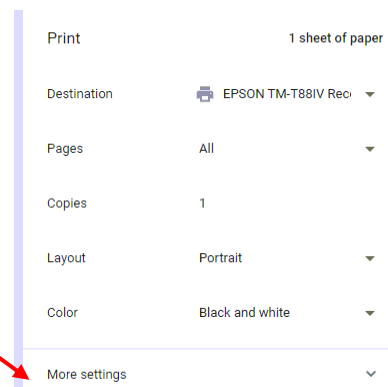 Print 1 sheet of paper
Destination EPSON TM-T88IV Rec
Pages All
Copies 1
Layout Portrait
Color Black and white
More settings